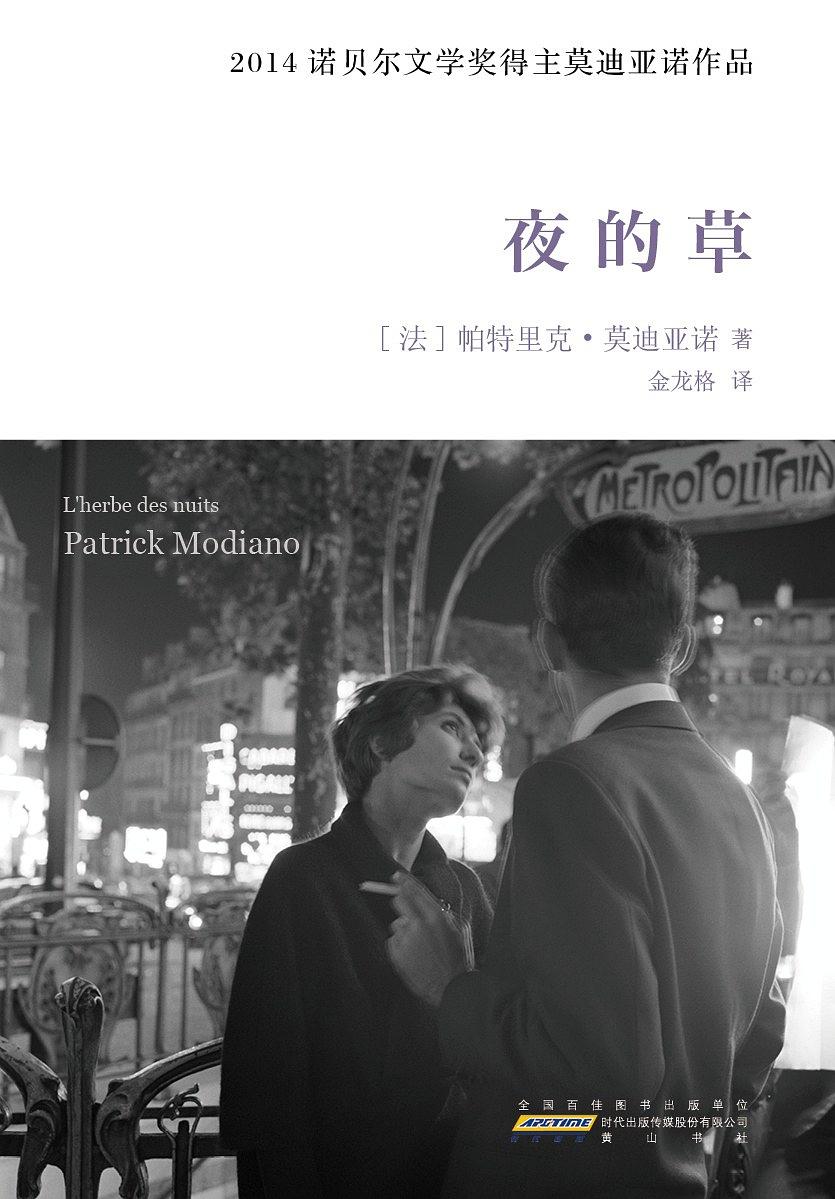 2014 诺贝尔文学奖得主莫迪亚诺作品
夜的草
［法］帕特里克·莫迪亚诺 著
金龙格 译
L'herbe des nuits
Patrick Modiano
METROPOLITAIN
PIGALLE
全国百佳图书出版单位
ARCTIME 时代出版传媒股份有限公司
黄山书社